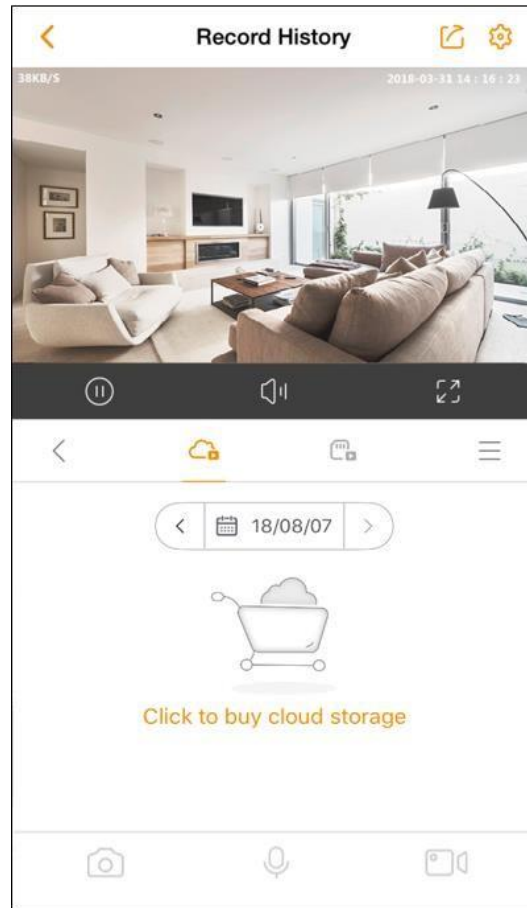 Record History
38KB/S
2018-03-31 14 : 16 : 23
18/08/07
Click to buy cloud storage